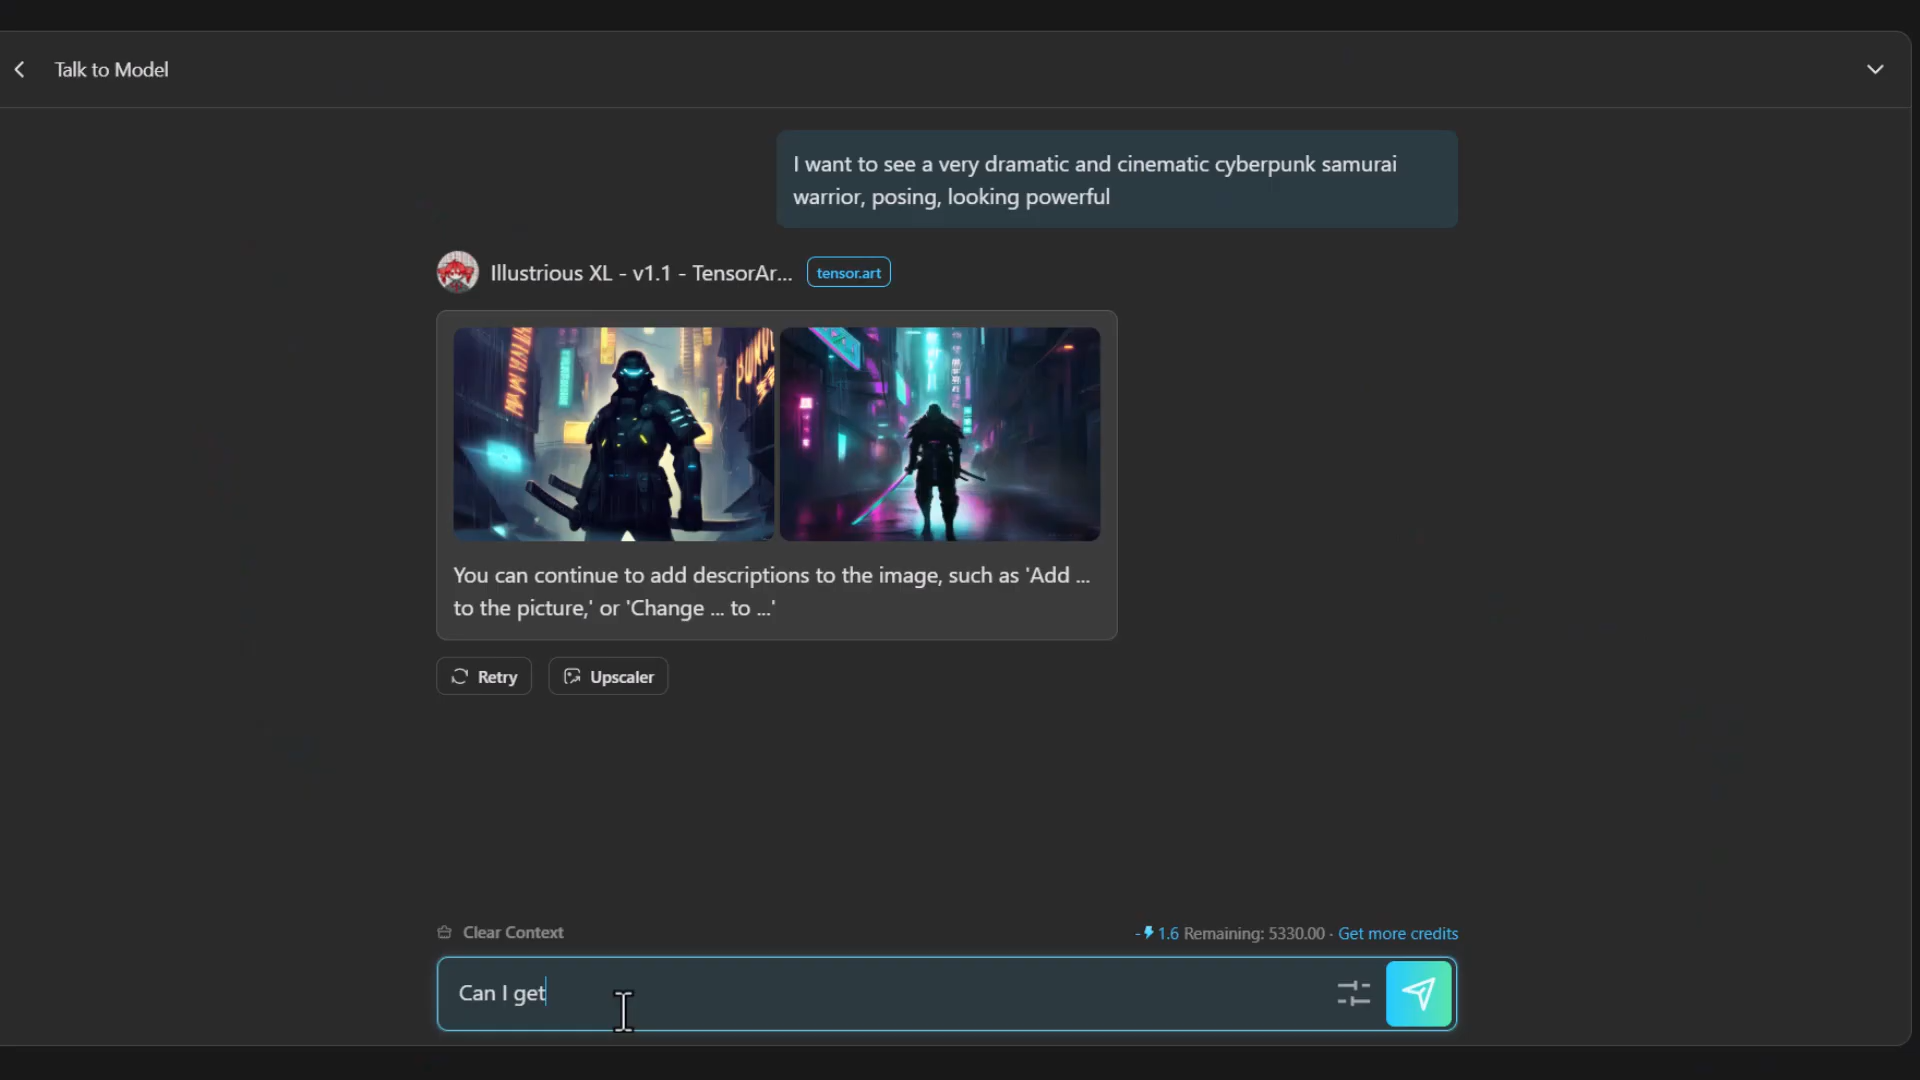 Talk to Model
I want to see a very dramatic and cinematic cyberpunk samurai
warrior, posing, looking powerful
Illustrious XL - v1.1 - TensorAr...
tensor.art
You can continue to add descriptions to the image, such as 'Add ...
to the picture,' or 'Change ... to ...'
Retry
Upscaler
Clear Context
-1.6 Remaining: 5330.00 · Get more credits
Can I get